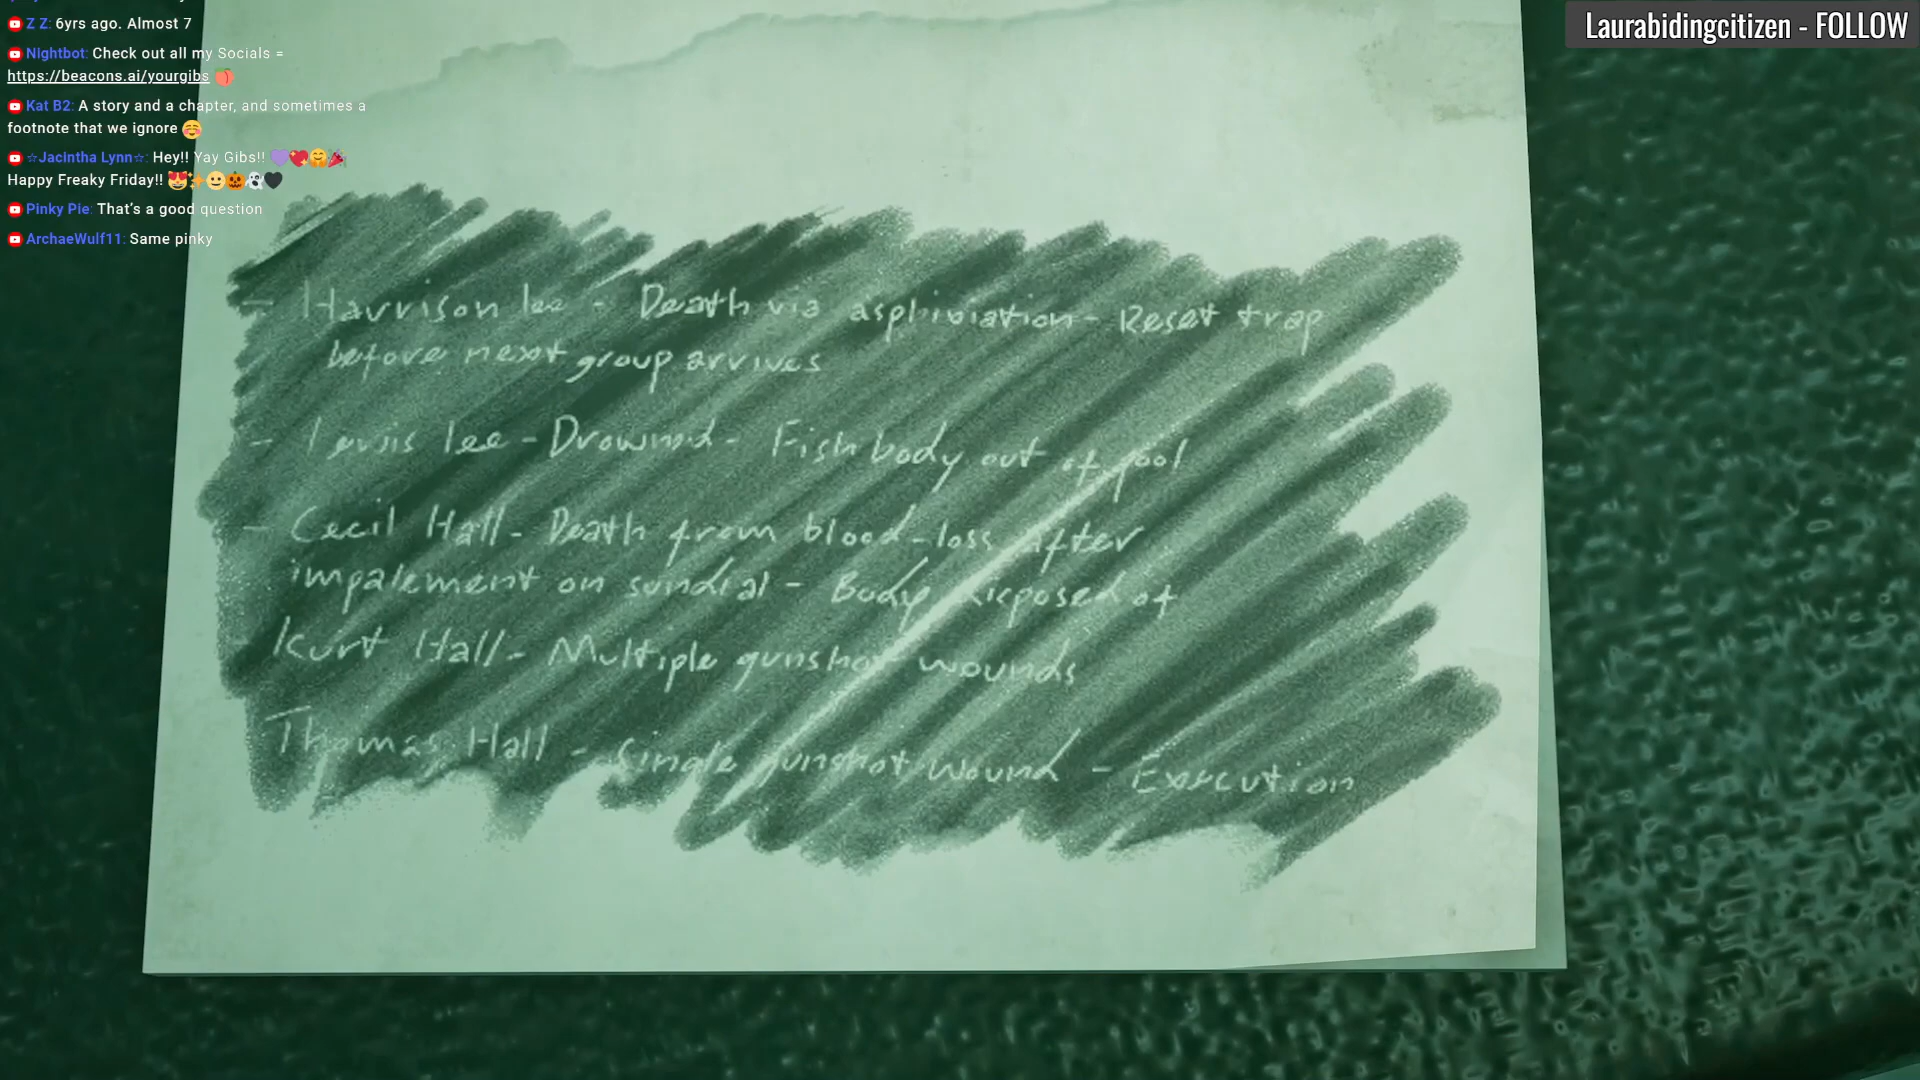 Z Z: 6yrs ago. Almost 7
Nightbot: Check out all my Socials =
https://beacons.ai/yourgibs 🍑
Kat B2: A story and a chapter, and sometimes a
footnote that we ignore ☺️
☆Jacintha Lynn☆: Hey!! Yay Gibs!! 💜💖🤗🎉
Happy Freaky Friday!! 😻✨🙂🎃👻🖤
Pinky Pie: That's a good question
ArchaeWulf11: Same pinky
Laurabidingcitizen - FOLLOW
- Harrison Lee - Death via asphixiation - Reset trap
before next group arrives
- Lewis Lee - Drowned - Fish body out of pool
- Cecil Hall - Death from blood-loss after
impalement on sundial - Body disposed of
Kurt Hall - Multiple gunshot wounds
Thomas Hall - Single gunshot wound - Execution